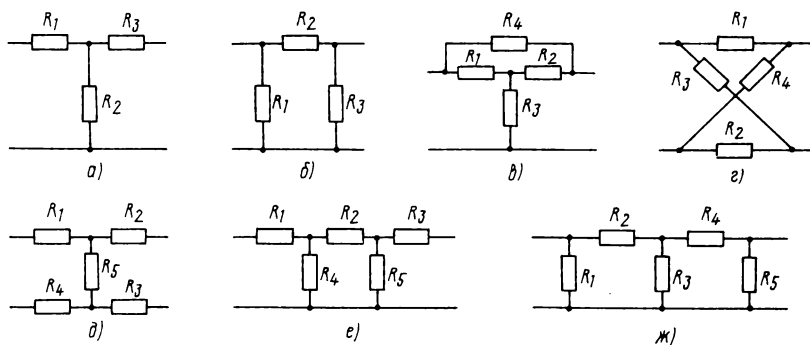 R1 R3
R2
а)
R2
R1 R3
б)
R4
R1 R2
R3
в)
R1
R3 R4
R2
г)
R1 R2
R5
R4 R3
д)
R1 R2 R3
R4 R5
е)
R2 R4
R1 R3 R5
ж)